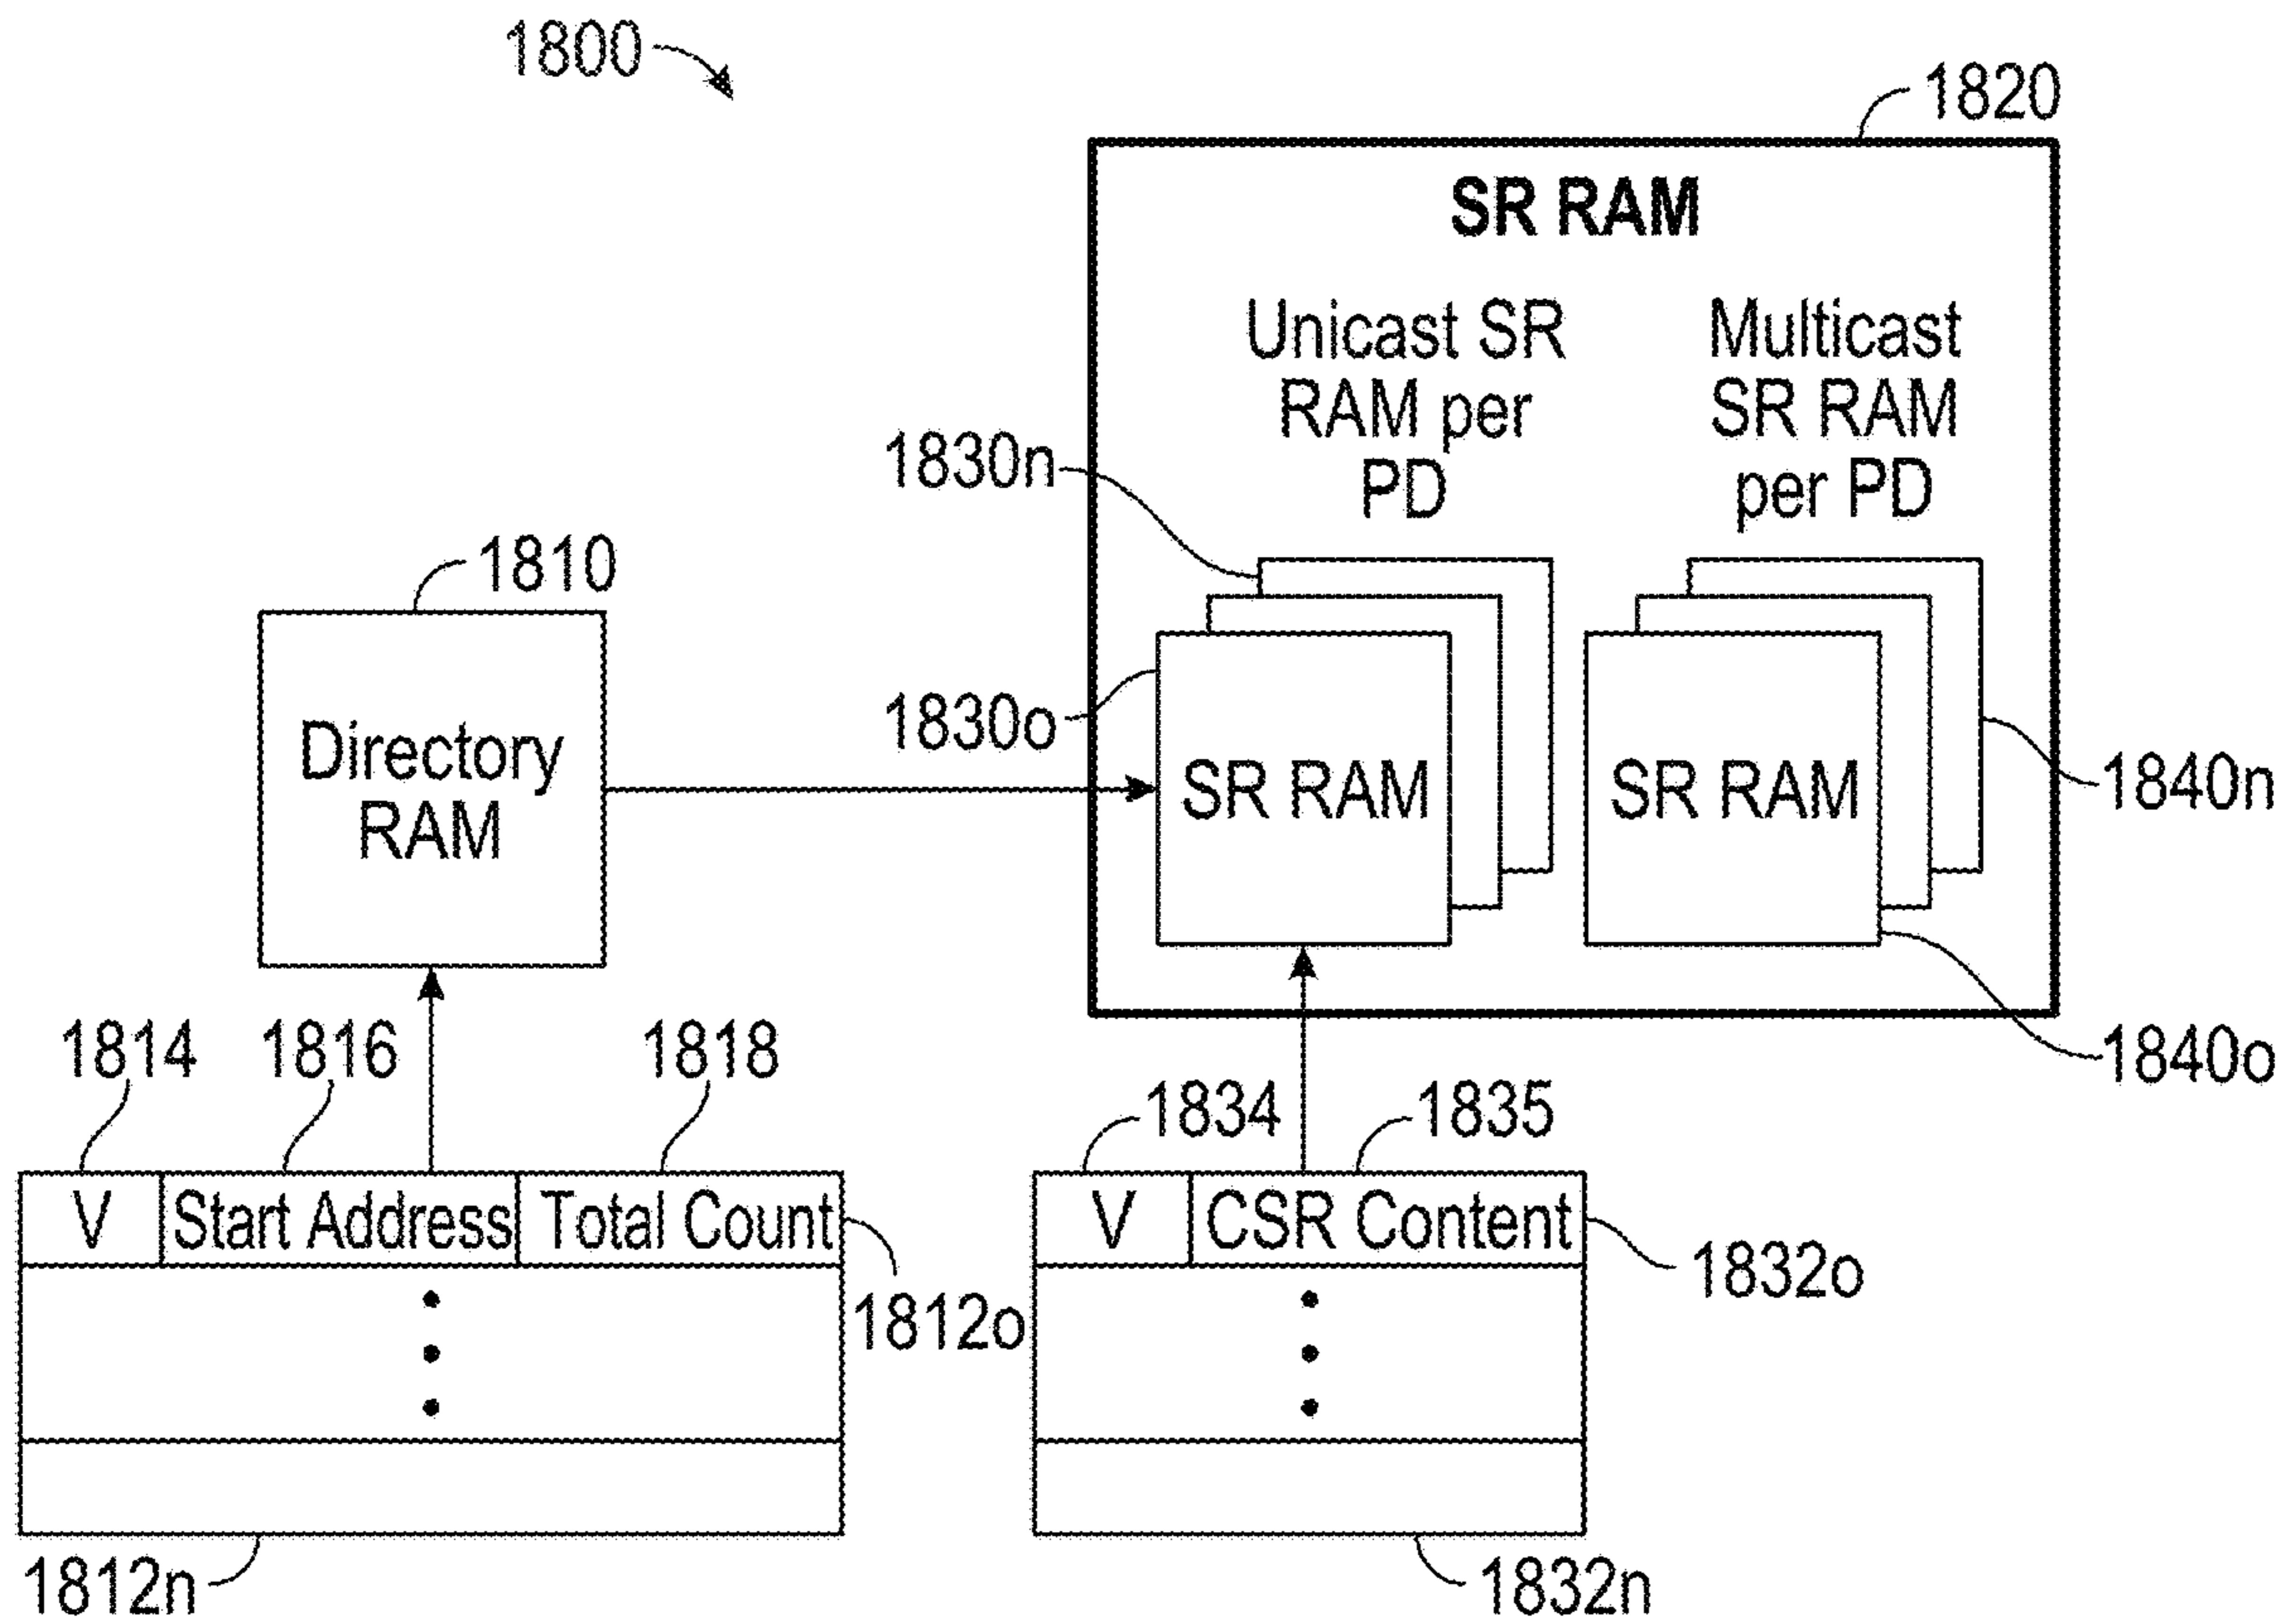 1800
1820
SR RAM
Unicast SR
RAM per
PD
Multicast
SR RAM
per PD
1830n
1810
1830o
Directory
RAM
SR RAM
SR RAM
1840n
1840o
1814
1816
1818
1834
1835
V
Start Address
Total Count
V
CSR Content
1812o
1832o
1812n
1832n